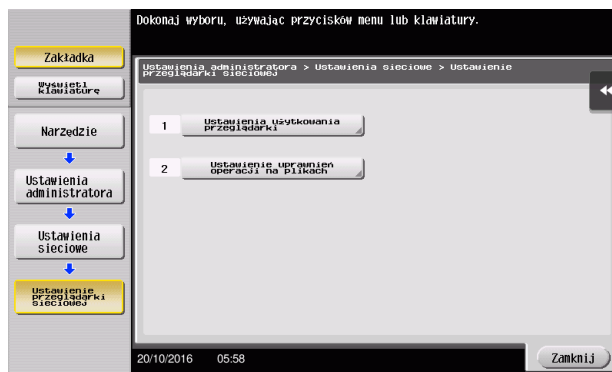 Dokonaj wyboru, używając przycisków menu lub klawiatury.
Zakładka
Wyświetl
klawiaturę
Ustawienia administratora > Ustawienia sieciowe > Ustawienie
przeglądarki sieciowej
Narzędzie
1 Ustawienia użytkowania
przeglądarki
2 Ustawienie uprawnień
operacji na plikach
Ustawienia
administratora
Ustawienia
sieciowe
Ustawienie
przeglądarki
sieciowej
20/10/2016 05:58
Zamknij